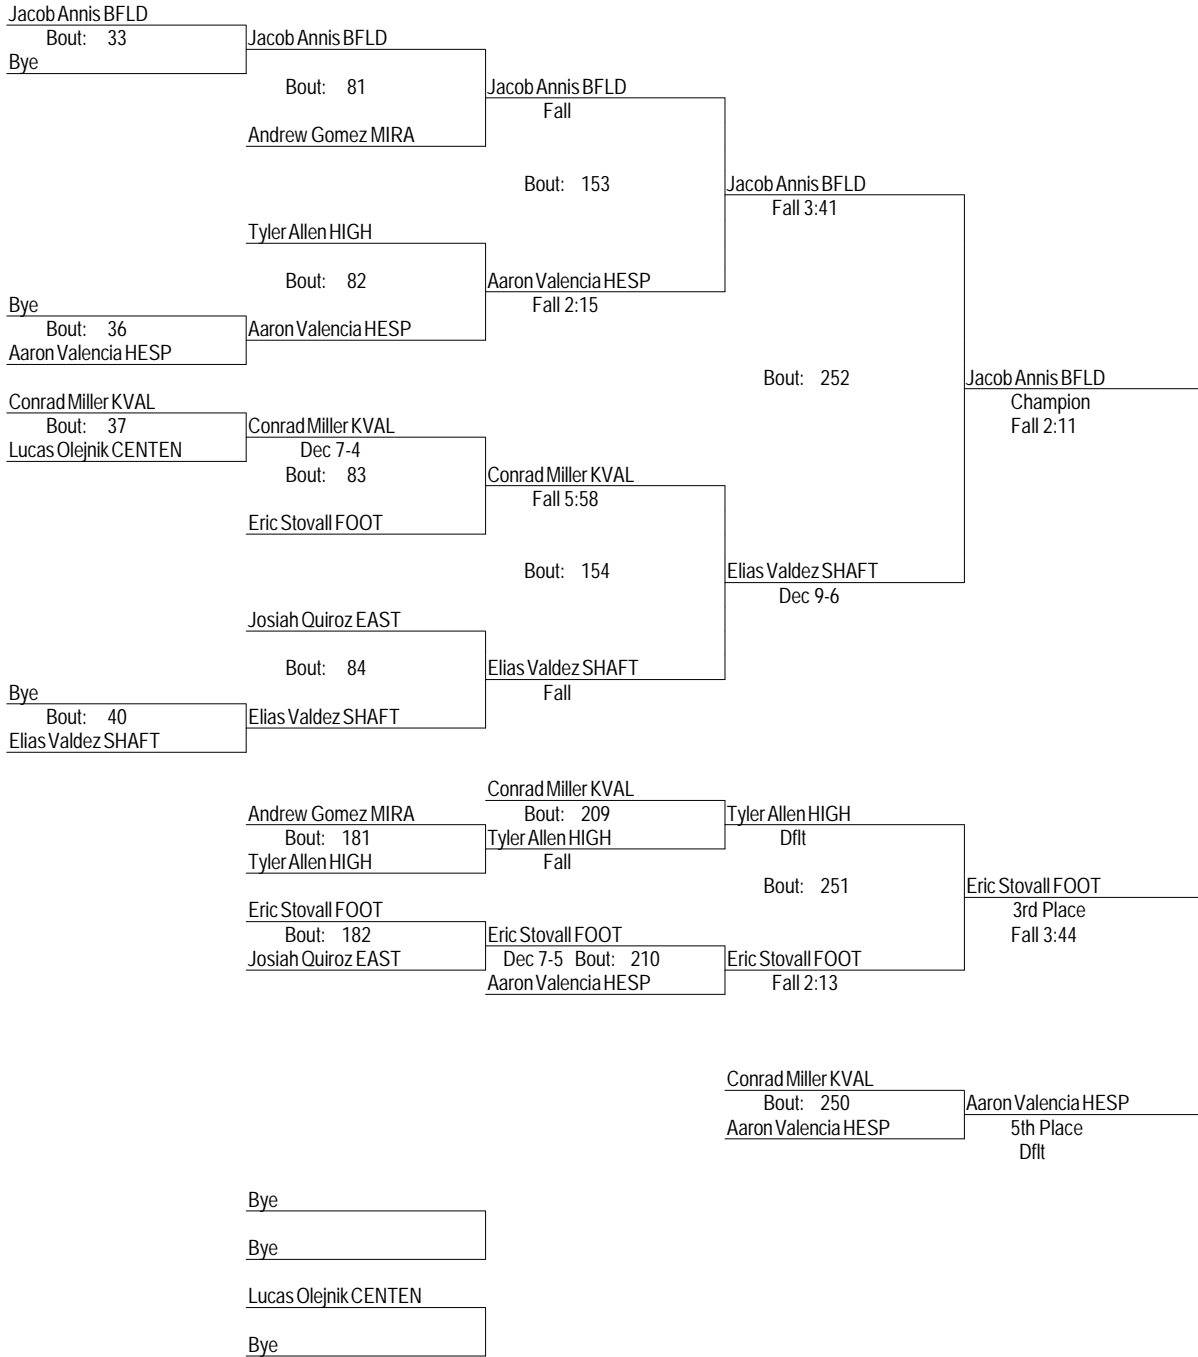 Jacob Annis BFLD
Bout: 33
Jacob Annis BFLD
Bye
Bout: 81
Jacob Annis BFLD
Fall
Andrew Gomez MIRA
Bout: 153
Jacob Annis BFLD
Fall 3:41
Tyler Allen HIGH
Bout: 82
Aaron Valencia HESP
Fall 2:15
Bye
Bout: 36
Aaron Valencia HESP
Aaron Valencia HESP
Bout: 252
Jacob Annis BFLD
Champion
Fall 2:11
Conrad Miller KVAL
Bout: 37
Conrad Miller KVAL
Lucas Olejnik CENTEN
Dec 7-4
Bout: 83
Conrad Miller KVAL
Fall 5:58
Eric Stovall FOOT
Bout: 154
Elias Valdez SHAFT
Dec 9-6
Josiah Quiroz EAST
Bout: 84
Elias Valdez SHAFT
Fall
Bye
Bout: 40
Elias Valdez SHAFT
Elias Valdez SHAFT
Conrad Miller KVAL
Andrew Gomez MIRA
Bout: 209
Tyler Allen HIGH
Bout: 181
Tyler Allen HIGH
Dflt
Tyler Allen HIGH
Fall
Bout: 251
Eric Stovall FOOT
3rd Place
Fall 3:44
Eric Stovall FOOT
Bout: 182
Eric Stovall FOOT
Josiah Quiroz EAST
Dec 7-5 Bout: 210
Eric Stovall FOOT
Aaron Valencia HESP
Fall 2:13
Conrad Miller KVAL
Bout: 250
Aaron Valencia HESP
Aaron Valencia HESP
5th Place
Dflt
Bye
Bye
Lucas Olejnik CENTEN
Bye